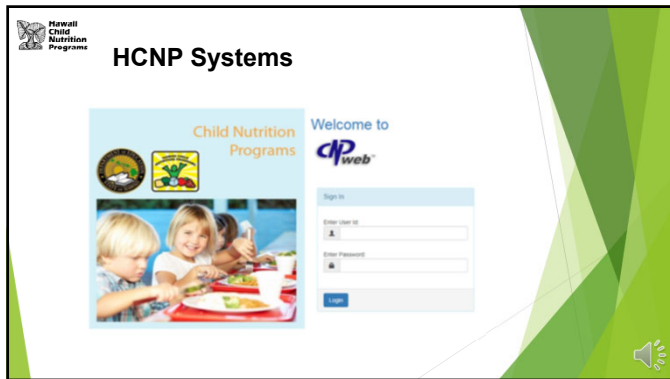 Hawaii
Child
Nutrition
Programs
HCNP Systems
Child Nutrition
Programs
Welcome to
CNPweb
Sign In
Enter User Id
Enter Password
Login